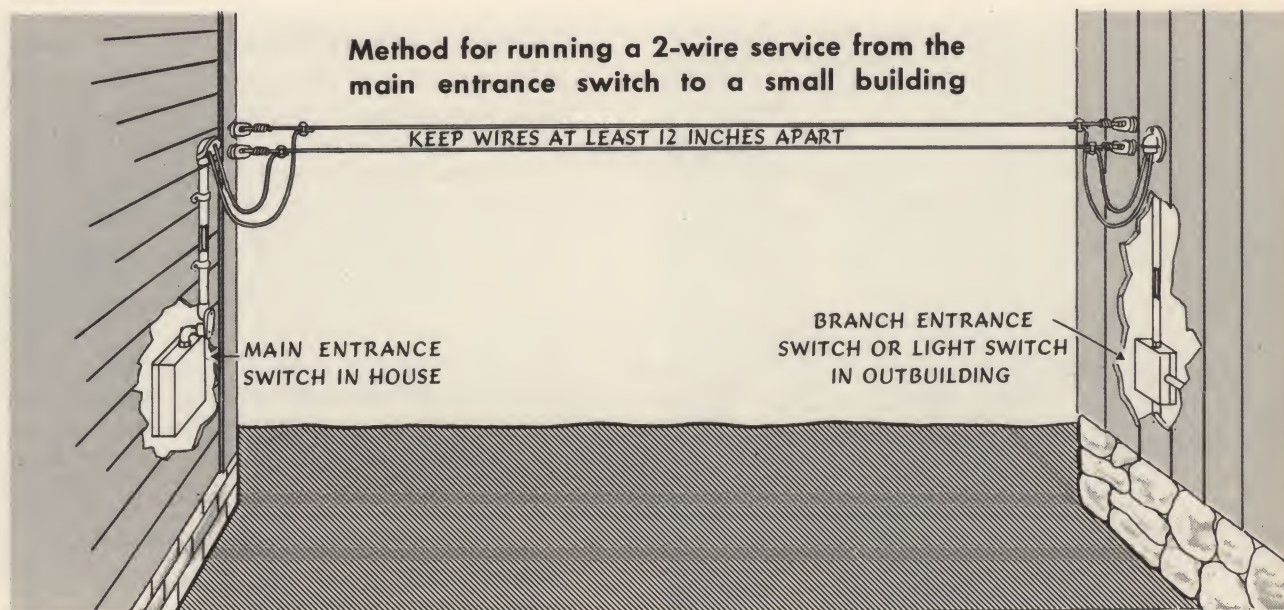 Method for running a 2-wire service from the
main entrance switch to a small building
KEEP WIRES AT LEAST 12 INCHES APART
MAIN ENTRANCE
SWITCH IN HOUSE
BRANCH ENTRANCE
SWITCH OR LIGHT SWITCH
IN OUTBUILDING